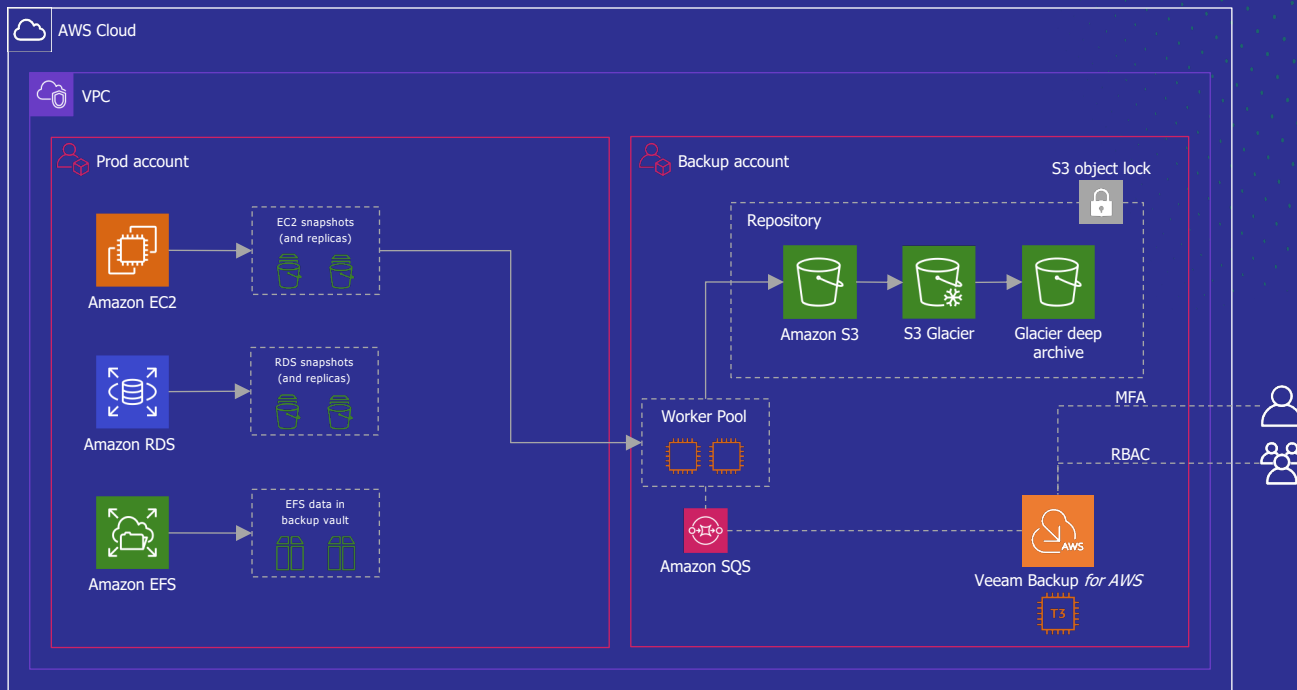 AWS Cloud
VPC
Prod account
Amazon EC2
EC2 snapshots
(and replicas)
Amazon RDS
RDS snapshots
(and replicas)
Amazon EFS
EFS data in
backup vault
Backup account
S3 object lock
Repository
Amazon S3
S3 Glacier
Glacier deep
archive
Worker Pool
Amazon SQS
MFA
RBAC
AWS
Veeam Backup for AWS
T3